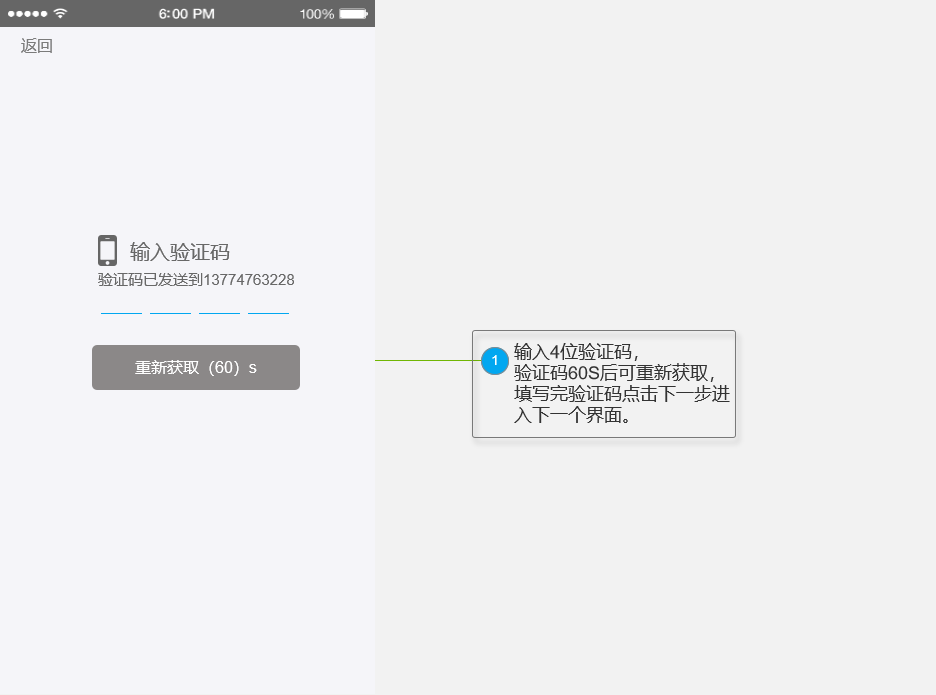 6:00 PM 100%
返回
输入验证码
验证码已发送到13774763228
重新获取（60）s
1
输入4位验证码，
验证码60S后可重新获取，
填写完验证码点击下一步进
入下一个界面。